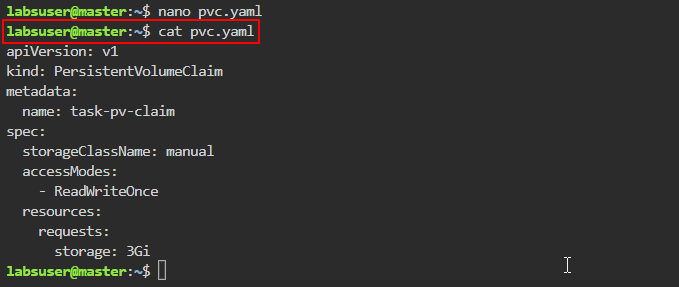 labsuser@master:~$ nano pvc.yaml
labsuser@master:~$ cat pvc.yaml
apiVersion: v1
kind: PersistentVolumeClaim
metadata:
  name: task-pv-claim
spec:
  storageClassName: manual
  accessModes:
    - ReadWriteOnce
  resources:
    requests:
      storage: 3Gi
labsuser@master:~$